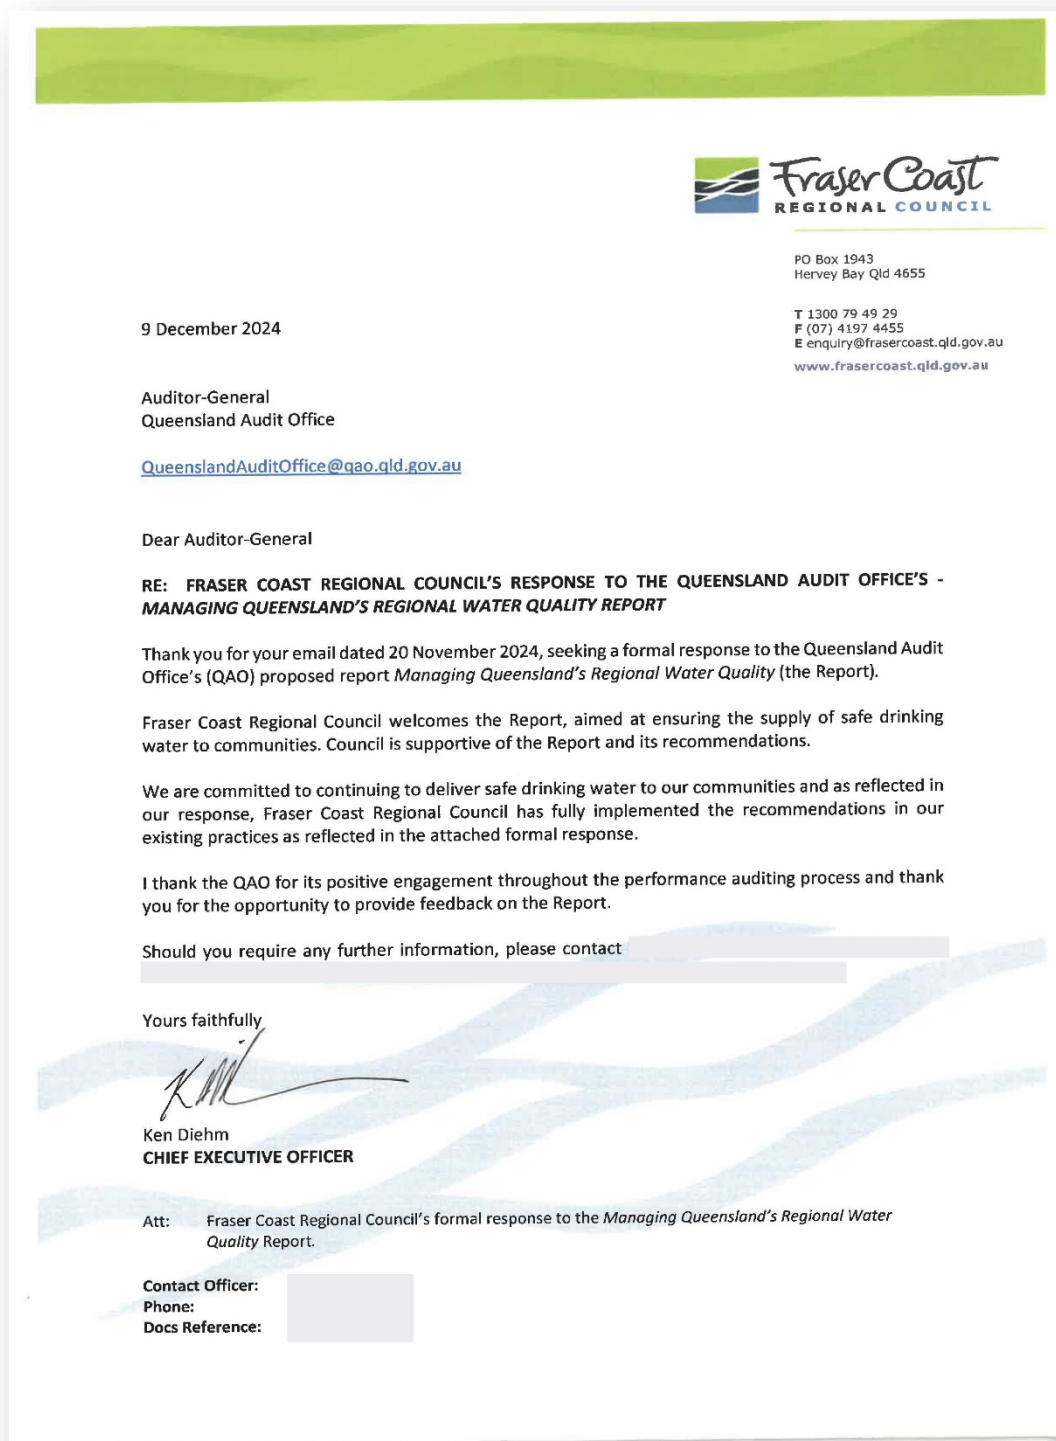 Fraser Coast
REGIONAL COUNCIL
PO Box 1943
Hervey Bay Qld 4655
T 1300 79 49 29
F (07) 4197 4455
E enquiry@frasercoast.qld.gov.au
www.frasercoast.qld.gov.au
9 December 2024
Auditor-General
Queensland Audit Office
QueenslandAuditOffice@qao.qld.gov.au
Dear Auditor-General
RE: FRASER COAST REGIONAL COUNCIL'S RESPONSE TO THE QUEENSLAND AUDIT OFFICE'S -
MANAGING QUEENSLAND'S REGIONAL WATER QUALITY REPORT
Thank you for your email dated 20 November 2024, seeking a formal response to the Queensland Audit
Office's (QAO) proposed report Managing Queensland's Regional Water Quality (the Report).
Fraser Coast Regional Council welcomes the Report, aimed at ensuring the supply of safe drinking
water to communities. Council is supportive of the Report and its recommendations.
We are committed to continuing to deliver safe drinking water to our communities and as reflected in
our response, Fraser Coast Regional Council has fully implemented the recommendations in our
existing practices as reflected in the attached formal response.
I thank the QAO for its positive engagement throughout the performance auditing process and thank
you for the opportunity to provide feedback on the Report.
Should you require any further information, please contact
Yours faithfully
Ken Diehm
CHIEF EXECUTIVE OFFICER
Att: Fraser Coast Regional Council's formal response to the Managing Queensland's Regional Water
Quality Report.
Contact Officer:
Phone:
Docs Reference: